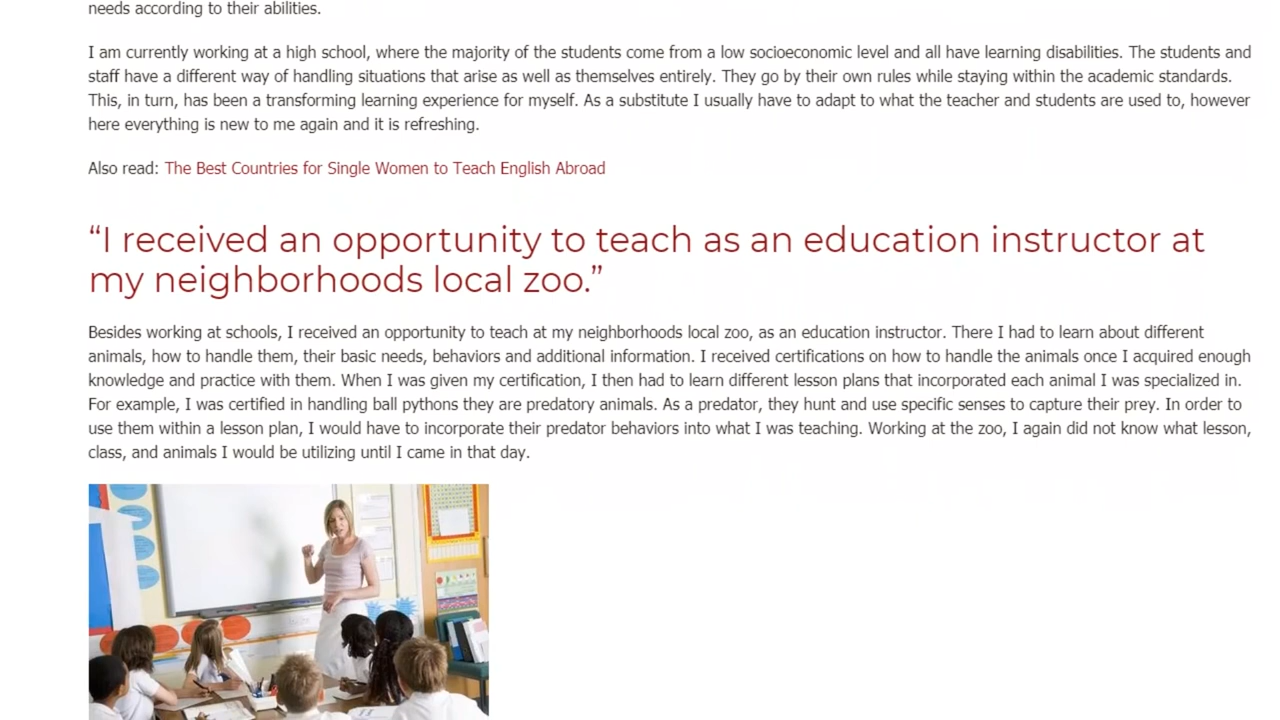 needs according to their abilities.
I am currently working at a high school, where the majority of the students come from a low socioeconomic level and all have learning disabilities. The students and
staff have a different way of handling situations that arise as well as themselves entirely. They go by their own rules while staying within the academic standards.
This, in turn, has been a transforming learning experience for myself. As a substitute I usually have to adapt to what the teacher and students are used to, however
here everything is new to me again and it is refreshing.
Also read: The Best Countries for Single Women to Teach English Abroad
“I received an opportunity to teach as an education instructor at
my neighborhoods local zoo.”
Besides working at schools, I received an opportunity to teach at my neighborhoods local zoo, as an education instructor. There I had to learn about different
animals, how to handle them, their basic needs, behaviors and additional information. I received certifications on how to handle the animals once I acquired enough
knowledge and practice with them. When I was given my certification, I then had to learn different lesson plans that incorporated each animal I was specialized in.
For example, I was certified in handling ball pythons they are predatory animals. As a predator, they hunt and use specific senses to capture their prey. In order to
use them within a lesson plan, I would have to incorporate their predator behaviors into what I was teaching. Working at the zoo, I again did not know what lesson,
class, and animals I would be utilizing until I came in that day.